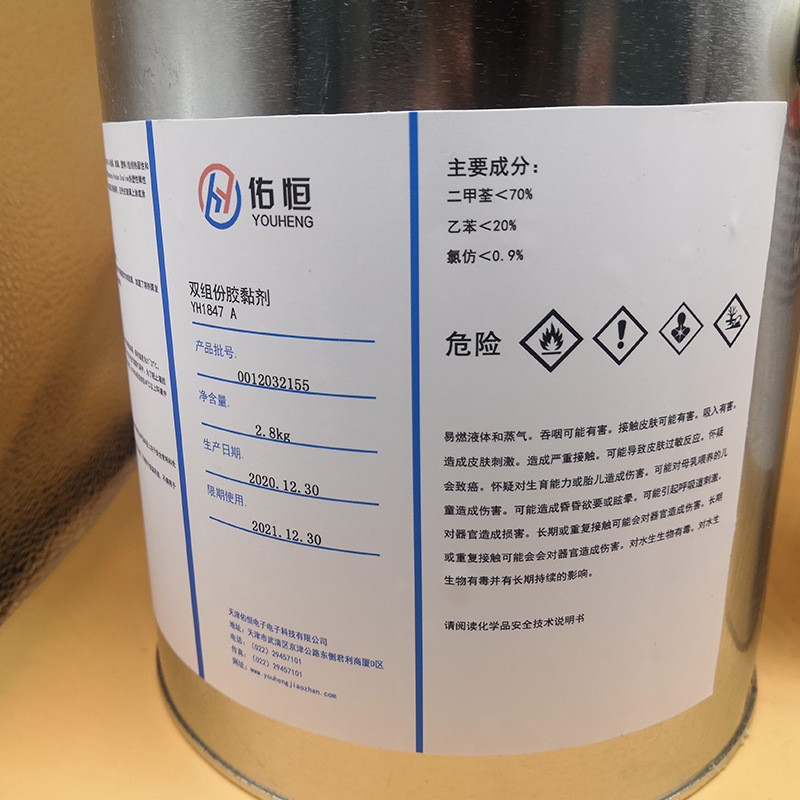 佑恒
YOUHENG
双组份胶黏剂
YH1847 A
产品批号.
0012032155
净含量.
2.8kg
生产日期.
2020.12.30
限期使用.
2021.12.30
天津佑恒电子电子科技有限公司
地址: 天津市武清区京津公路东侧君利商厦D区
电话: (022) 29457101
传真: (022) 29457101
网址: www.youhengjiaozhan.com
主要成分:
二甲荃<70%
乙苯<20%
氯仿<0.9%
危险
易燃液体和蒸气。吞咽可能有害。接触皮肤可能有害。吸入有害。
造成皮肤刺激。造成严重接触。可能导致皮肤过敏反应。怀疑
会致癌。怀疑对生育能力或胎儿造成伤害。可能对母乳喂养的儿
童造成伤害。可能造成昏昏欲要或眩晕。可能引起呼吸道刺激。
对器官造成损害。长期或重复接触可能会对器官造成伤害。长期
或重复接触可能会会对器官造成伤害。对水生生物有毒。对水生
生物有毒并有长期持续的影响。
请阅读化学品安全技术说明书